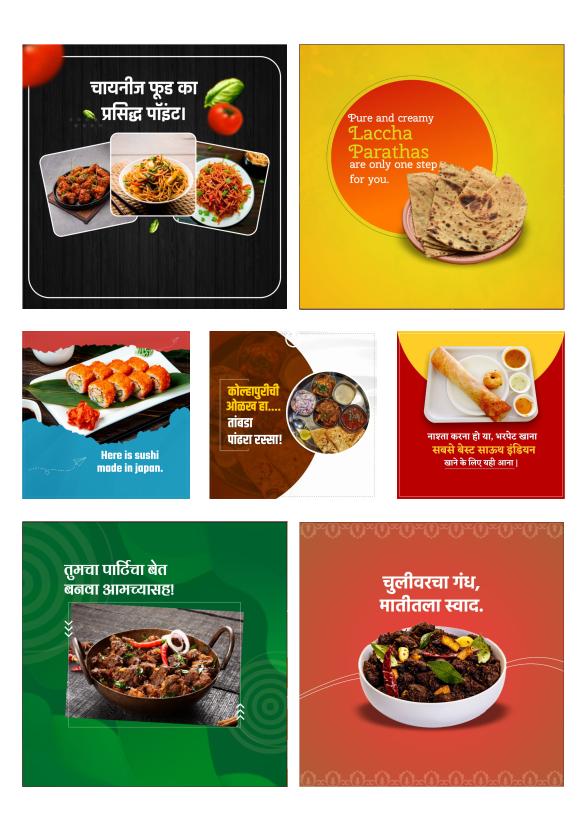 चायनीज फूड का
प्रसिद्ध पॉइंट।
Pure and creamy
Laccha
Parathas
are only one step
for you.
Here is sushi
made in japan.
कोल्हापुरीची
ओळख हा....
तांबडा
पांढरा रस्सा!
नाश्ता करना हो या, भरपेट खाना
सबसे बेस्ट साऊथ इंडियन
खाने के लिए यही आना |
तुमचा पार्टिचा बेत
बनवा आमच्यासह!
चुलीवरचा गंध,
मातीतला स्वाद.